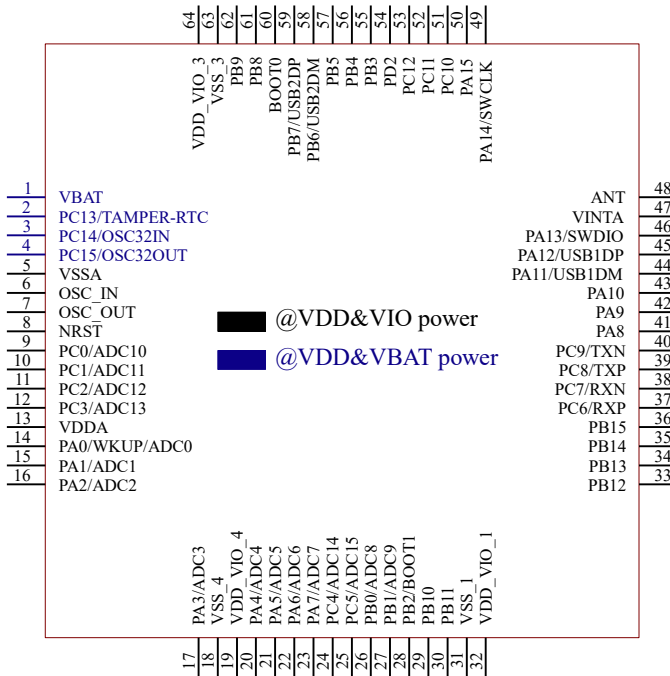 64 63 62 61 60 59 58 57 56 55 54 53 52 51 50 49
VDD_VIO_3
VSS_3
PB9
PB8
BOOT0
PB7/USB2DP
PB6/USB2DM
PB5
PB4
PB3
PD2
PC12
PC11
PC10
PA15
PA14/SWCLK
1 VBAT
2 PC13/TAMPER-RTC
3 PC14/OSC32IN
4 PC15/OSC32OUT
5 VSSA
6 OSC_IN
7 OSC_OUT
8 NRST
9 PC0/ADC10
10 PC1/ADC11
11 PC2/ADC12
12 PC3/ADC13
13 VDDA
14 PA0/WKUP/ADC0
15 PA1/ADC1
16 PA2/ADC2
@VDD&VIO power
@VDD&VBAT power
ANT 48
VINTA 47
PA13/SWDIO 46
PA12/USB1DP 45
PA11/USB1DM 44
PA10 43
PA9 42
PA8 41
PC9/TXN 40
PC8/TXP 39
PC7/RXN 38
PC6/RXP 37
PB15 36
PB14 35
PB13 34
PB12 33
PA3/ADC3
VSS_4
VDD_VIO_4
PA4/ADC4
PA5/ADC5
PA6/ADC6
PA7/ADC7
PC4/ADC14
PC5/ADC15
PB0/ADC8
PB1/ADC9
PB2/BOOT1
PB10
PB11
VSS_1
VDD_VIO_1
17 18 19 20 21 22 23 24 25 26 27 28 29 30 31 32